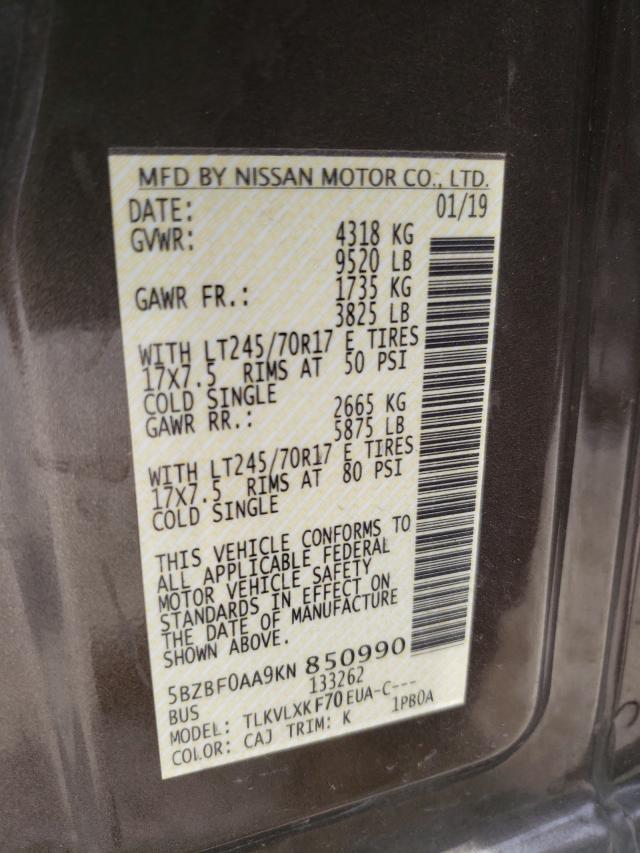 MFD BY NISSAN MOTOR CO., LTD.
DATE: 01/19
GVWR: 4318 KG
9520 LB
GAWR FR.: 1735 KG
3825 LB
WITH LT245/70R17 E TIRES
17X7.5 RIMS AT 50 PSI
COLD SINGLE
GAWR RR.: 2665 KG
5875 LB
WITH LT245/70R17 E TIRES
17X7.5 RIMS AT 80 PSI
COLD SINGLE
THIS VEHICLE CONFORMS TO
ALL APPLICABLE FEDERAL
MOTOR VEHICLE SAFETY
STANDARDS IN EFFECT ON
THE DATE OF MANUFACTURE
SHOWN ABOVE.
5BZBF0AA9KN 850990
BUS 133262
MODEL: TLKVLXKF70EUA-C---
COLOR: CAJ TRIM: K 1PB0A